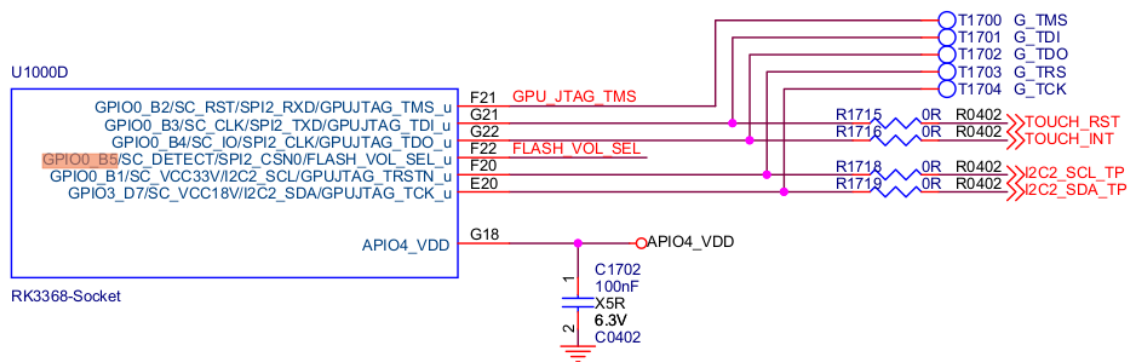 T1700 G_TMS
T1701 G_TDI
T1702 G_TDO
T1703 G_TRS
T1704 G_TCK
U1000D
GPIO0_B2/SC_RST/SPI2_RXD/GPUJTAG_TMS_u F21 GPU_JTAG_TMS
GPIO0_B3/SC_CLK/SPI2_TXD/GPUJTAG_TDI_u G21 R1715 0R R0402 TOUCH_RST
GPIO0_B4/SC_IO/SPI2_CLK/GPUJTAG_TDO_u G22 R1716 0R R0402 TOUCH_INT
GPIO0_B5/SC_DETECT/SPI2_CSN0/FLASH_VOL_SEL_u F22 FLASH_VOL_SEL
GPIO0_B1/SC_VCC33V/I2C2_SCL/GPUJTAG_TRSTN_u F20 R1718 0R R0402 I2C2_SCL_TP
GPIO3_D7/SC_VCC18V/I2C2_SDA/GPUJTAG_TCK_u E20 R1719 0R R0402 I2C2_SDA_TP
APIO4_VDD G18 APIO4_VDD
RK3368-Socket
1 C1702
100nF
X5R
6.3V
2 C0402